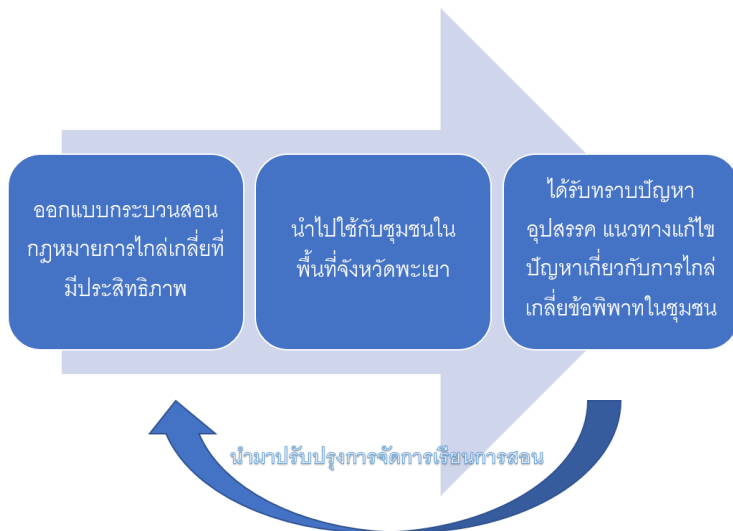 ออกแบบกระบวนสอน
กฎหมายการไกล่เกลี่ยที่
มีประสิทธิภาพ
นำไปใช้กับชุมชนใน
พื้นที่จังหวัดพะเยา
ได้รับทราบปัญหา
อุปสรรค แนวทางแก้ไข
ปัญหาเกี่ยวกับการไกล่
เกลี่ยข้อพิพาทในชุมชน
นำมาปรับปรุงการจัดการเรียนการสอน